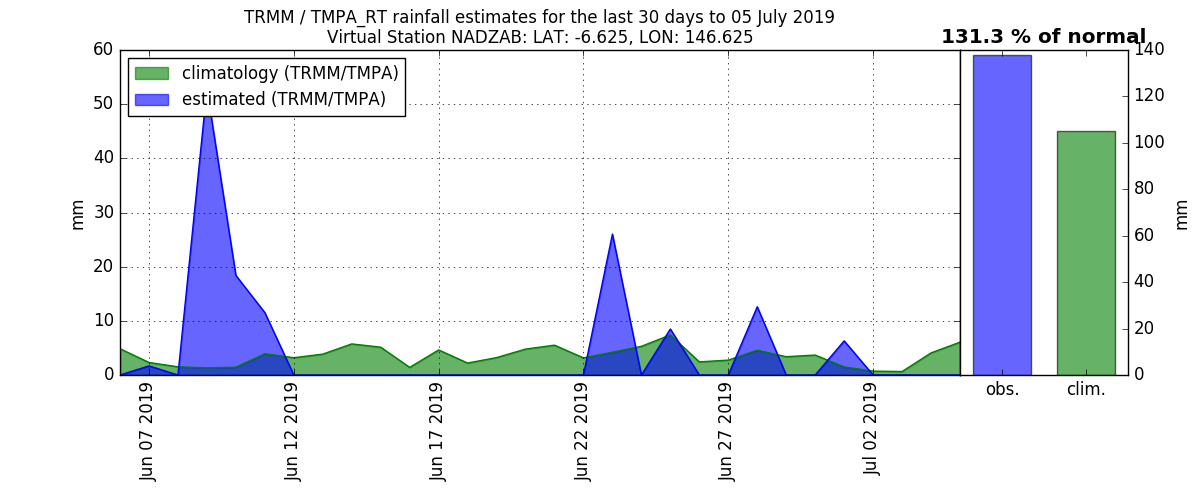 TRMM / TMPA_RT rainfall estimates for the last 30 days to 05 July 2019
Virtual Station NADZAB: LAT: -6.625, LON: 146.625
131.3 % of normal
climatology (TRMM/TMPA)
estimated (TRMM/TMPA)
60
50
40
30
20
10
0
mm
Jun 07 2019
Jun 12 2019
Jun 17 2019
Jun 22 2019
Jun 27 2019
Jul 02 2019
140
120
100
80
60
40
20
0
mm
obs.
clim.